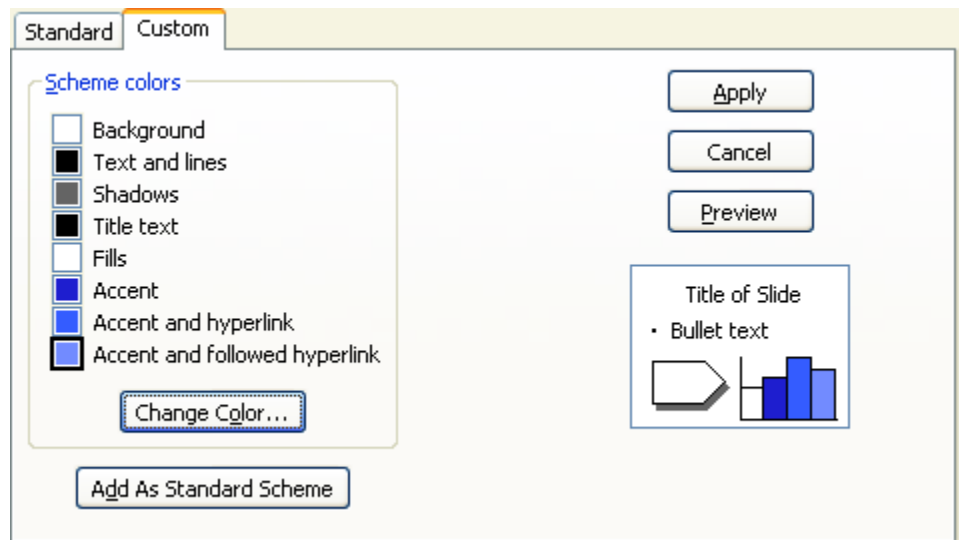 Standard
Custom
Scheme colors
Background
Text and lines
Shadows
Title text
Fills
Accent
Accent and hyperlink
Accent and followed hyperlink
Change Color...
Add As Standard Scheme
Apply
Cancel
Preview
Title of Slide
• Bullet text